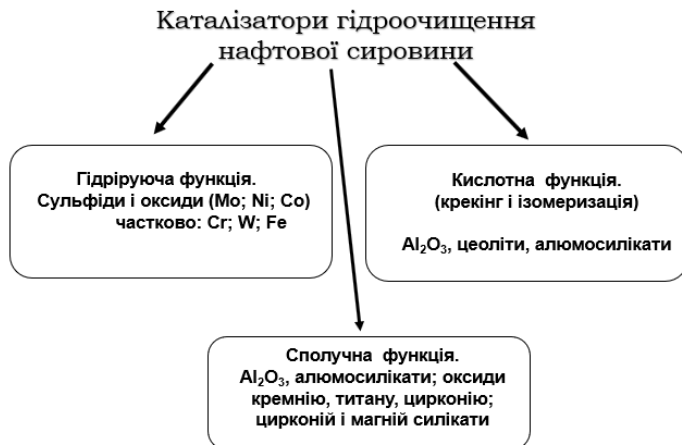 Каталізатори гідроочищення
нафтової сировини
Гідріруюча функція.
Сульфіди і оксиди (Mo; Ni; Co)
частково: Cr; W; Fe
Кислотна функція.
(крекінг і ізомеризація)
Al₂O₃, цеоліти, алюмосилікати
Сполучна функція.
Al₂O₃, алюмосилікати; оксиди
кремнію, титану, цирконію;
цирконій і магній силікати